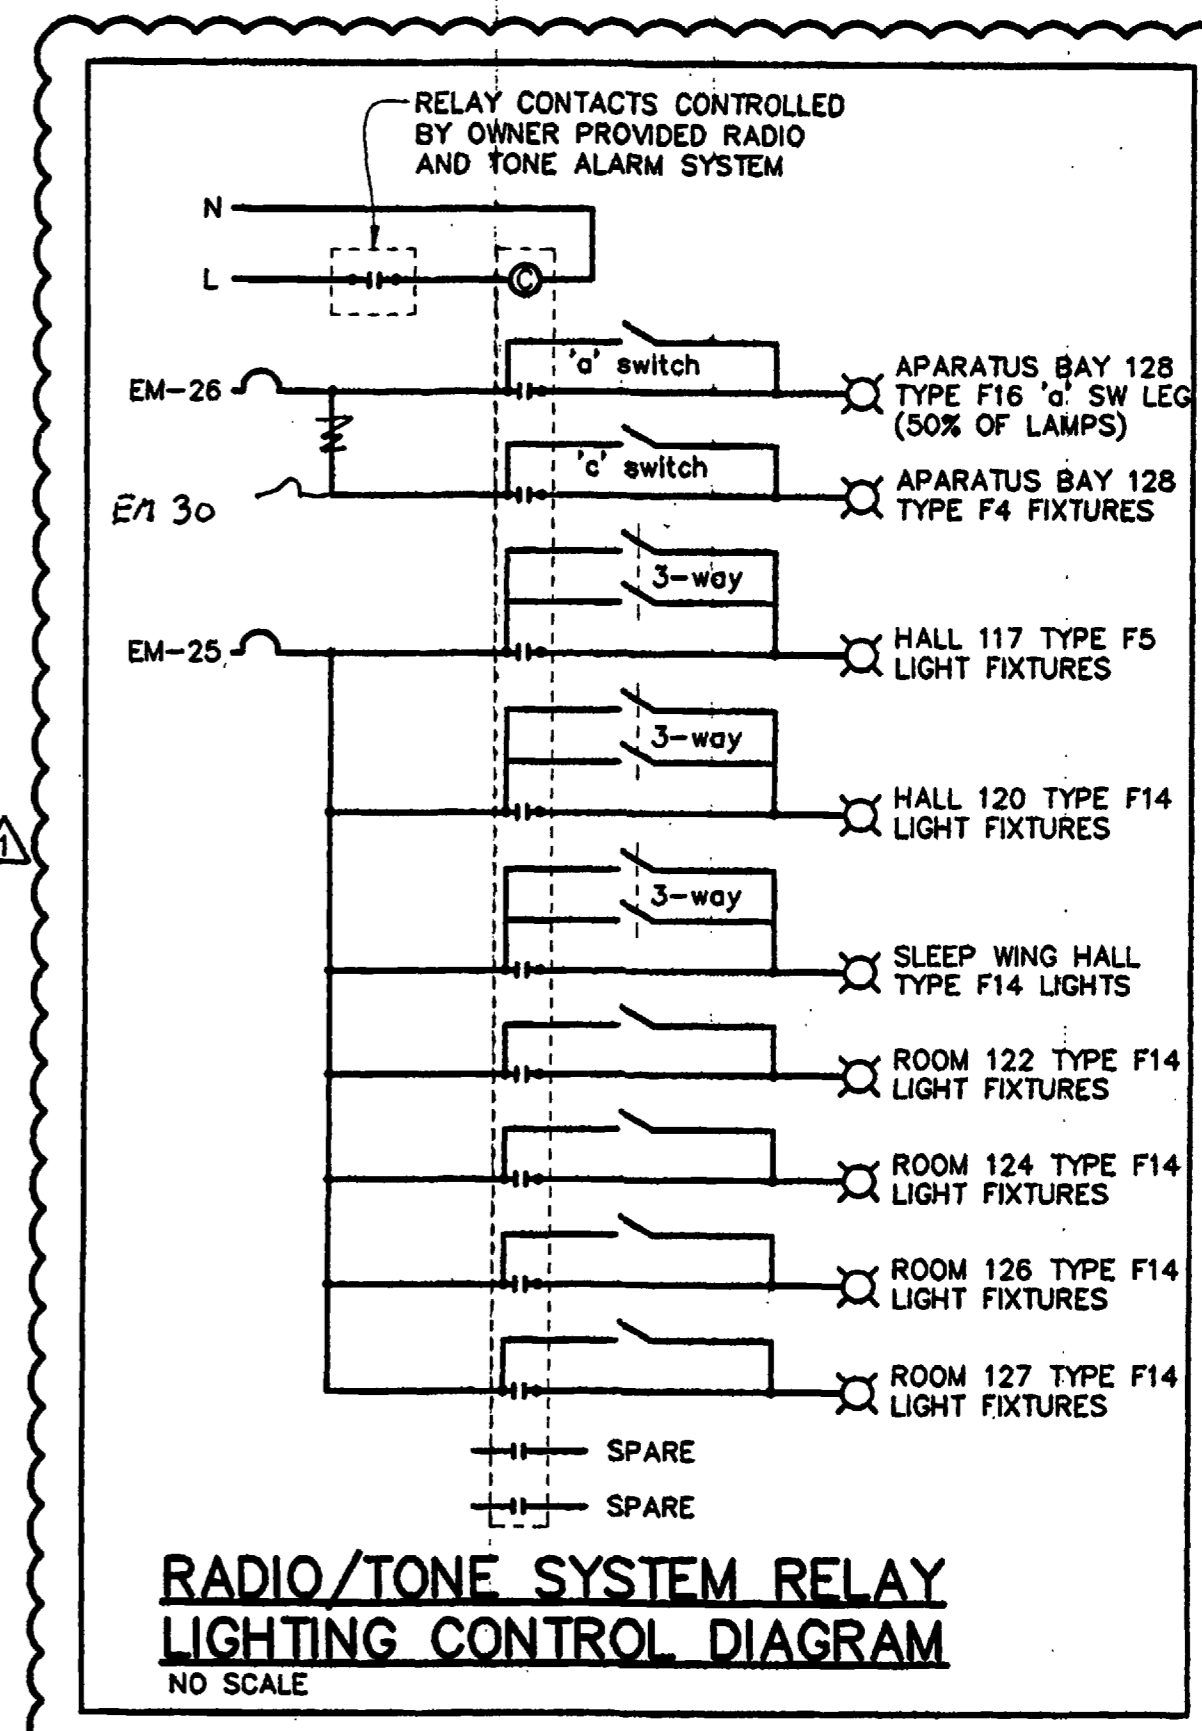 RELAY CONTACTS CONTROLLED
BY OWNER PROVIDED RADIO
AND TONE ALARM SYSTEM
N
L
C
'a' switch
EM-26
APARATUS BAY 128
TYPE F16 'a' SW LEG
(50% OF LAMPS)
'c' switch
EM 30
APARATUS BAY 128
TYPE F4 FIXTURES
3-way
EM-25
HALL 117 TYPE F5
LIGHT FIXTURES
3-way
HALL 120 TYPE F14
LIGHT FIXTURES
1
3-way
SLEEP WING HALL
TYPE F14 LIGHTS
ROOM 122 TYPE F14
LIGHT FIXTURES
ROOM 124 TYPE F14
LIGHT FIXTURES
ROOM 126 TYPE F14
LIGHT FIXTURES
ROOM 127 TYPE F14
LIGHT FIXTURES
SPARE
SPARE
RADIO/TONE SYSTEM RELAY
LIGHTING CONTROL DIAGRAM
NO SCALE